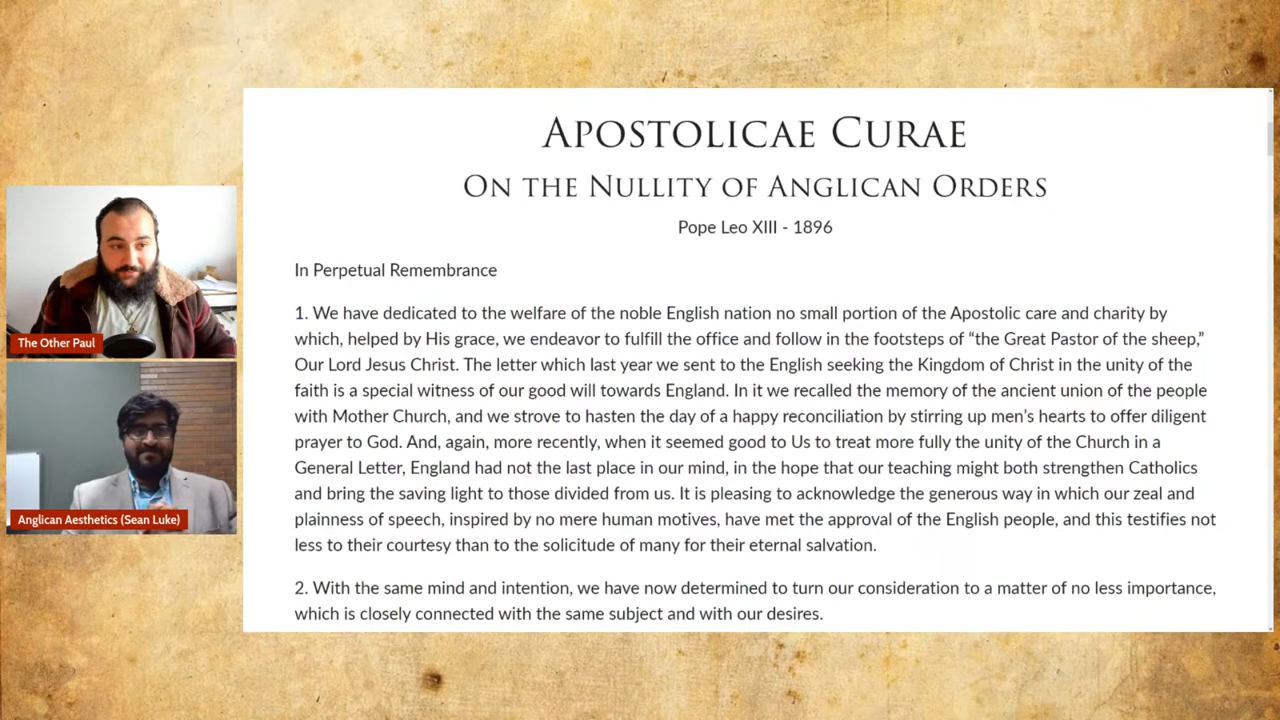 APOSTOLICAE CURAE
ON THE NULLITY OF ANGLICAN ORDERS
Pope Leo XIII - 1896
In Perpetual Remembrance
1. We have dedicated to the welfare of the noble English nation no small portion of the Apostolic care and charity by
which, helped by His grace, we endeavor to fulfill the office and follow in the footsteps of “the Great Pastor of the sheep,”
Our Lord Jesus Christ. The letter which last year we sent to the English seeking the Kingdom of Christ in the unity of the
faith is a special witness of our good will towards England. In it we recalled the memory of the ancient union of the people
with Mother Church, and we strove to hasten the day of a happy reconciliation by stirring up men’s hearts to offer diligent
prayer to God. And, again, more recently, when it seemed good to Us to treat more fully the unity of the Church in a
General Letter, England had not the last place in our mind, in the hope that our teaching might both strengthen Catholics
and bring the saving light to those divided from us. It is pleasing to acknowledge the generous way in which our zeal and
plainness of speech, inspired by no mere human motives, have met the approval of the English people, and this testifies not
less to their courtesy than to the solicitude of many for their eternal salvation.
2. With the same mind and intention, we have now determined to turn our consideration to a matter of no less importance,
which is closely connected with the same subject and with our desires.
The Other Paul
Anglican Aesthetics (Sean Luke)